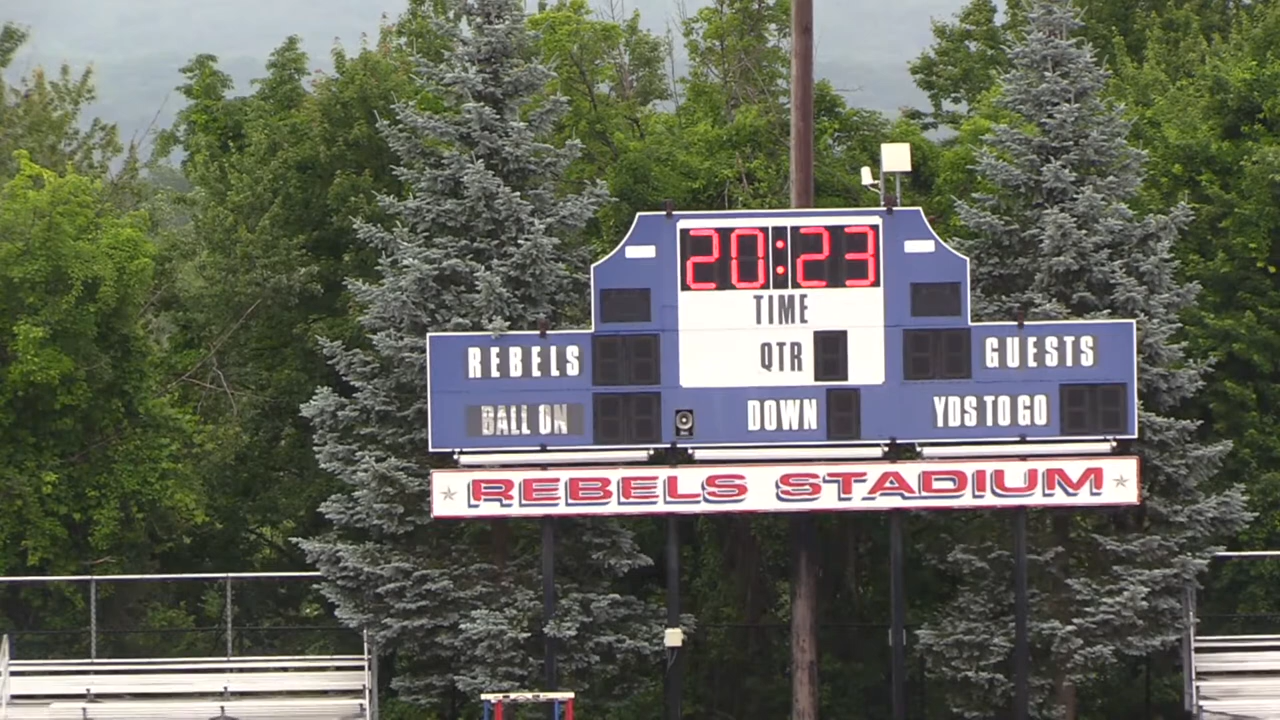 20:23
TIME
REBELS QTR GUESTS
BALL ON DOWN YDS TO GO
REBELS STADIUM